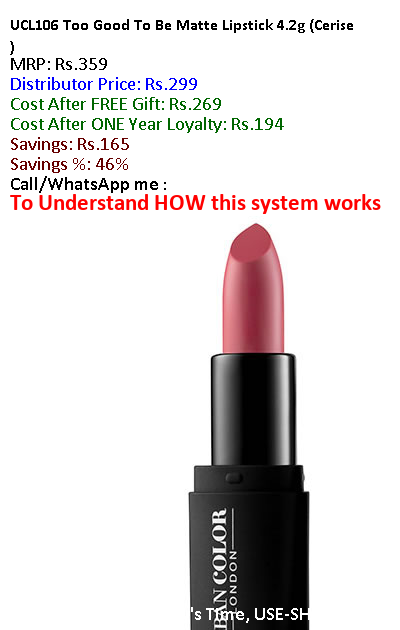 UCL106 Too Good To Be Matte Lipstick 4.2g (Cerise
)
MRP: Rs.359
Distributor Price: Rs.299
Cost After FREE Gift: Rs.269
Cost After ONE Year Loyalty: Rs.194
Savings: Rs.165
Savings %: 46%
Call/WhatsApp me :
To Understand HOW this system works
BAN COLOR
LONDON
's Time, USE-SH